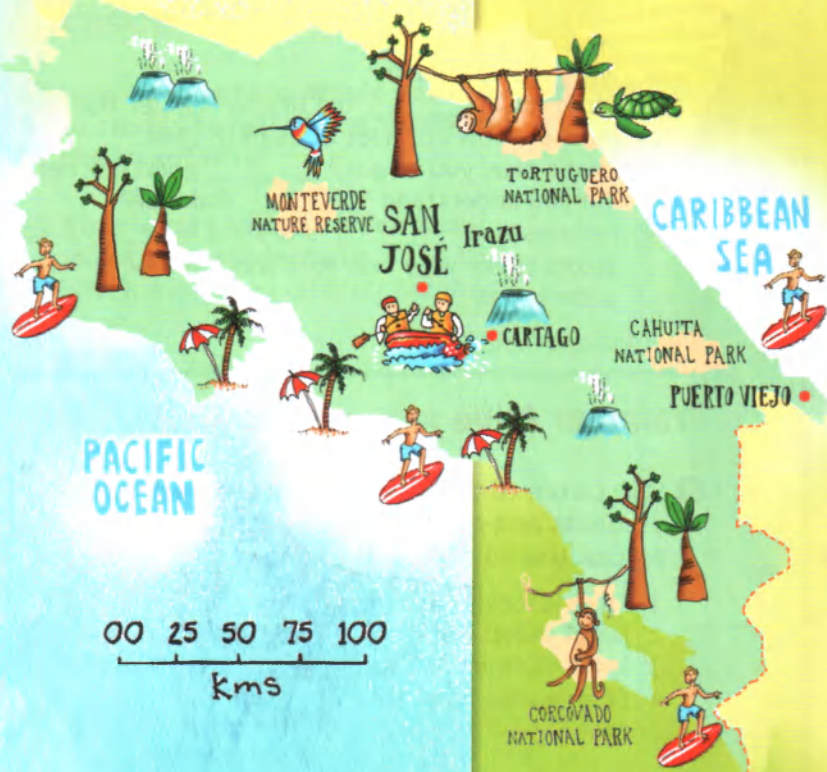 TORTUGUERO
NATIONAL PARK
MONTEVERDE
NATURE RESERVE
SAN
JOSÉ
Irazu
CARIBBEAN
SEA
CARTAGO
CAHUITA
NATIONAL PARK
PUERTO VIEJO
PACIFIC
OCEAN
00 25 50 75 100
Kms
CORCOVADO
NATIONAL PARK